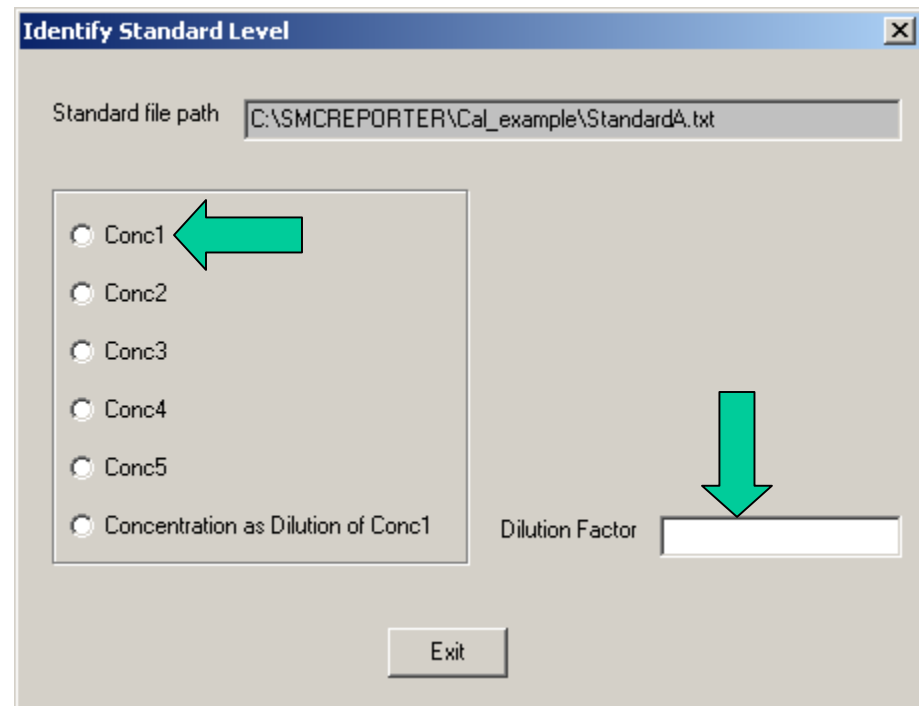 Identify Standard Level
Standard file path C:\SMCREPORTER\Cal_example\StandardA.txt
Conc1
Conc2
Conc3
Conc4
Conc5
Concentration as Dilution of Conc1 Dilution Factor
Exit